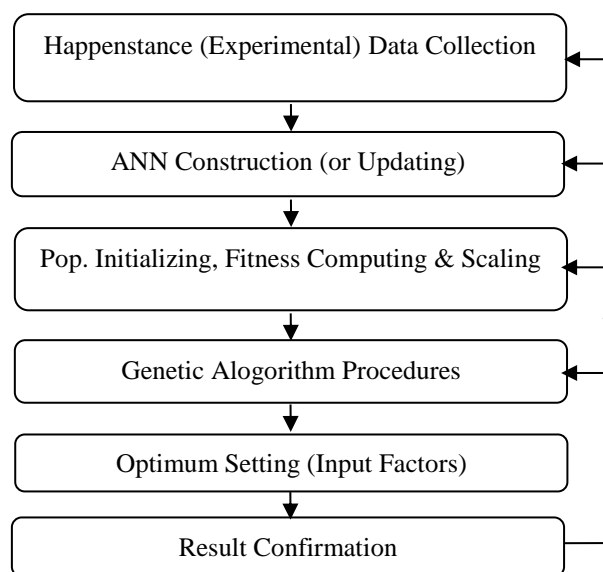 Happenstance (Experimental) Data Collection
ANN Construction (or Updating)
Pop. Initializing, Fitness Computing & Scaling
Genetic Alogorithm Procedures
Optimum Setting (Input Factors)
Result Confirmation